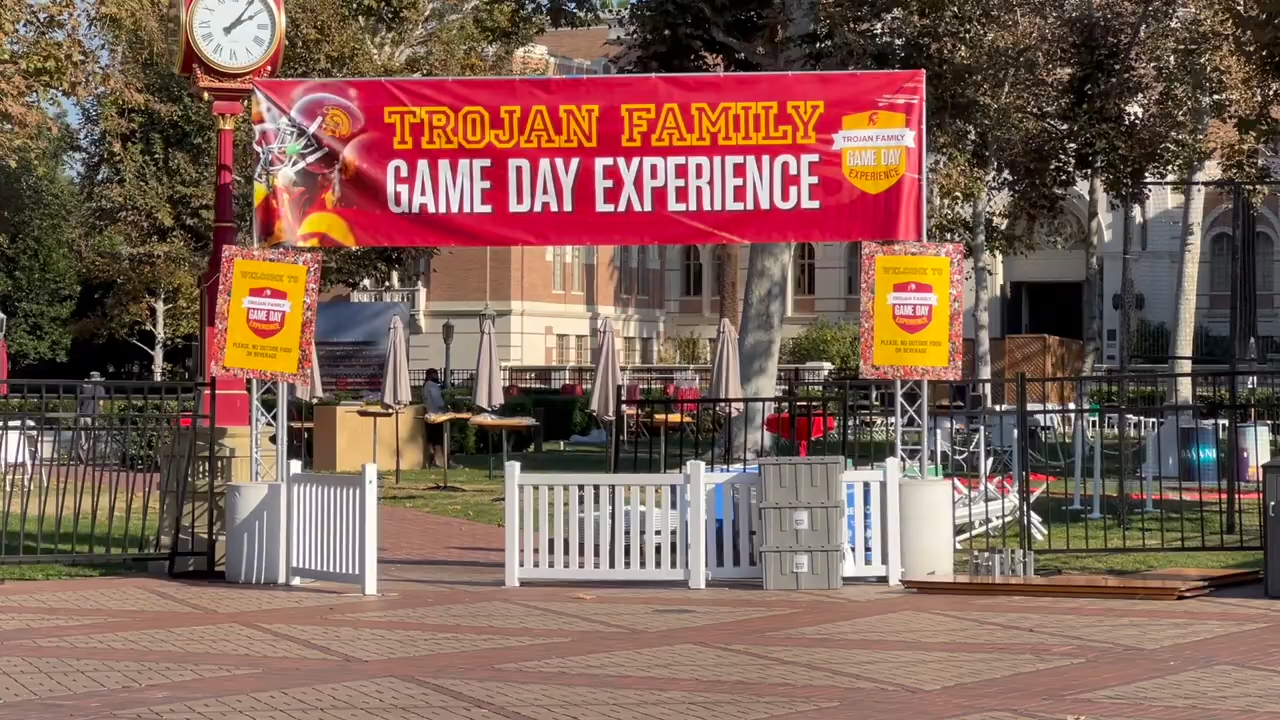 TROJAN FAMILY
GAME DAY EXPERIENCE
TROJAN FAMILY
GAME DAY
EXPERIENCE
WELCOME TO
TROJAN FAMILY
GAME DAY
EXPERIENCE
PLEASE, NO OUTSIDE FOOD
OR BEVERAGE
WELCOME TO
TROJAN FAMILY
GAME DAY
EXPERIENCE
PLEASE, NO OUTSIDE FOOD
OR BEVERAGE